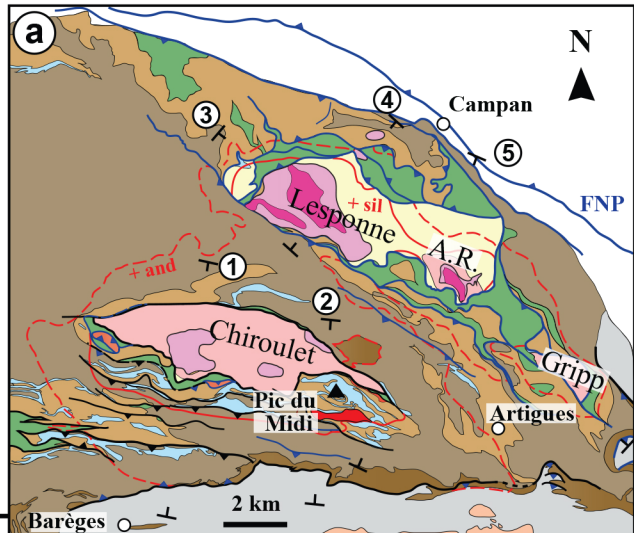 a
N
4
Campan
3
5
FNP
Lesponne
+ sil
A.R.
+ and
1
2
Chiroulet
Gripp
Pic du
Midi
Artigues
2 km
Barèges